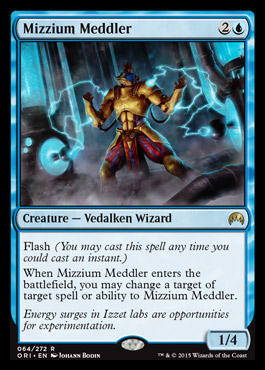 Mizzium Meddler 2
Creature — Vedalken Wizard
Flash (You may cast this spell any time you
could cast an instant.)
When Mizzium Meddler enters the
battlefield, you may change a target of
target spell or ability to Mizzium Meddler.
Energy surges in Izzet labs are opportunities
for experimentation.
1/4
064/272 R
ORI • EN Johann Bodin
™ & © 2015 Wizards of the Coast